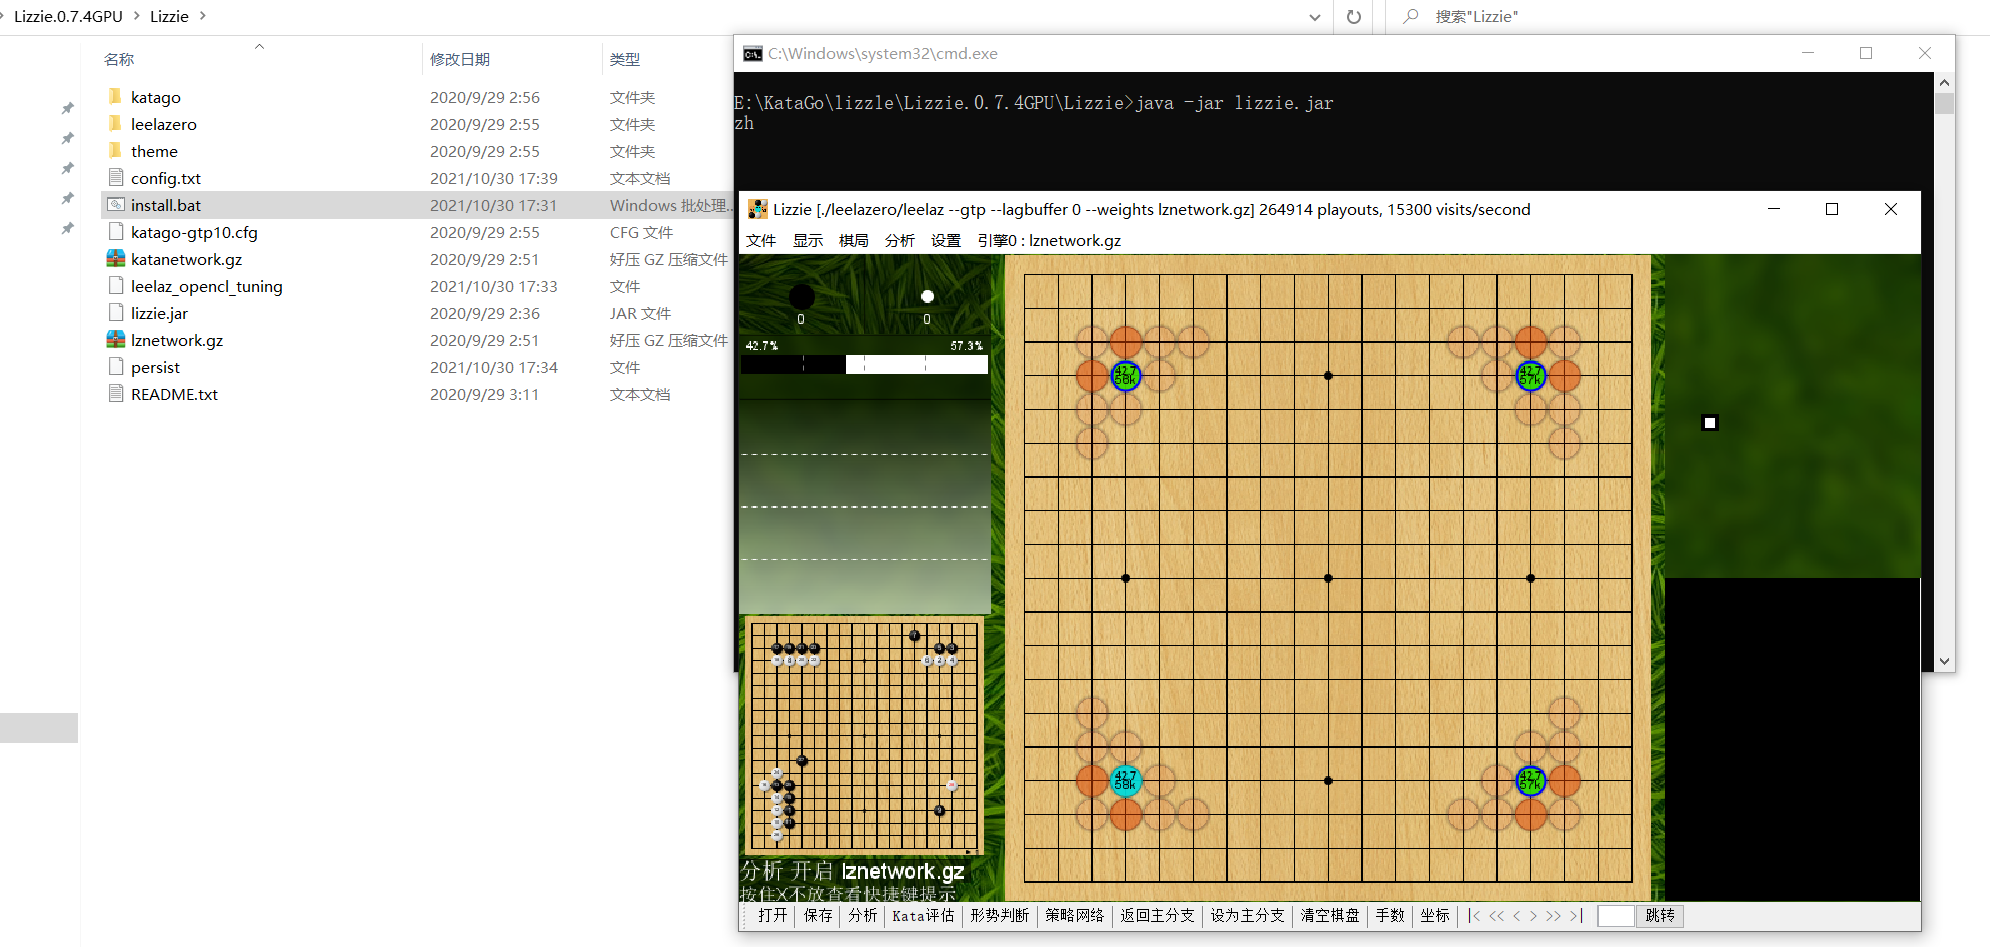 Lizzie.0.7.4GPU > Lizzie >
搜索"Lizzie"
名称 修改日期 类型
katago 2020/9/29 2:56 文件夹
leelazero 2020/9/29 2:55 文件夹
theme 2020/9/29 2:55 文件夹
config.txt 2021/10/30 17:39 文本文档
install.bat 2021/10/30 17:31 Windows 批处理...
katago-gtp10.cfg 2020/9/29 2:55 CFG 文件
katanetwork.gz 2020/9/29 2:51 好压 GZ 压缩文件
leelaz_opencl_tuning 2021/10/30 17:33 文件
lizzie.jar 2020/9/29 2:36 JAR 文件
lznetwork.gz 2020/9/29 2:51 好压 GZ 压缩文件
persist 2021/10/30 17:34 文件
README.txt 2020/9/29 3:11 文本文档
C:\Windows\system32\cmd.exe
E:\KataGo\lizzle\Lizzie.0.7.4GPU\Lizzie>java -jar lizzie.jar
zh
Lizzie [./leelazero/leelaz --gtp --lagbuffer 0 --weights lznetwork.gz] 264914 playouts, 15300 visits/second
文件 显示 棋局 分析 设置 引擎0 : lznetwork.gz
0 0
42.7% 57.3%
42.7
58k
42.7
57k
42.7
58k
42.7
57k
分析 开启 lznetwork.gz
按住X不放查看快捷键提示
打开 保存 分析 Kata评估 形势判断 策略网络 返回主分支 设为主分支 清空棋盘 手数 坐标 |< << < > >> >| 跳转